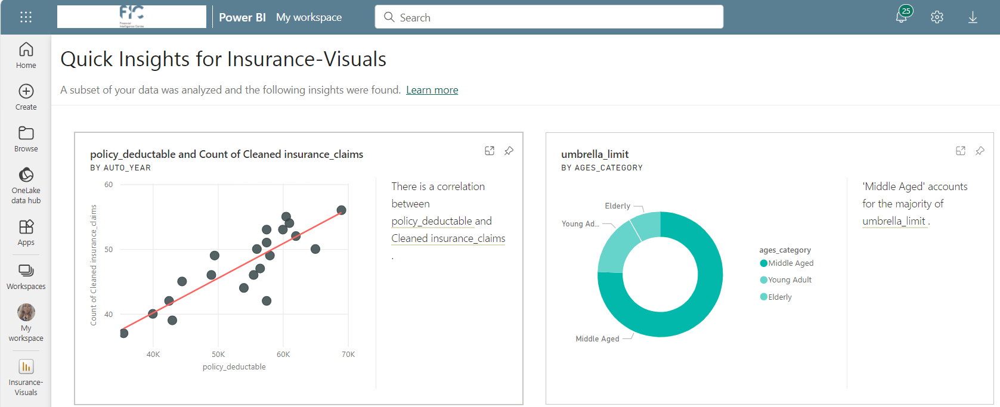 FIC
Financial
Intelligence Centre
Power BI
My workspace
Search
25
Home
Create
Browse
OneLake
data hub
Apps
Workspaces
My
workspace
Insurance-
Visuals
Quick Insights for Insurance-Visuals
A subset of your data was analyzed and the following insights were found. Learn more
policy_deductable and Count of Cleaned insurance_claims
BY AUTO_YEAR
60
50
40
Count of Cleaned insurance_claims
40K
50K
60K
70K
policy_deductable
There is a correlation
between
policy_deductable and
Cleaned insurance_claims
.
umbrella_limit
BY AGES_CATEGORY
Elderly
Young Ad...
Middle Aged
ages_category
Middle Aged
Young Adult
Elderly
'Middle Aged' accounts
for the majority of
umbrella_limit .